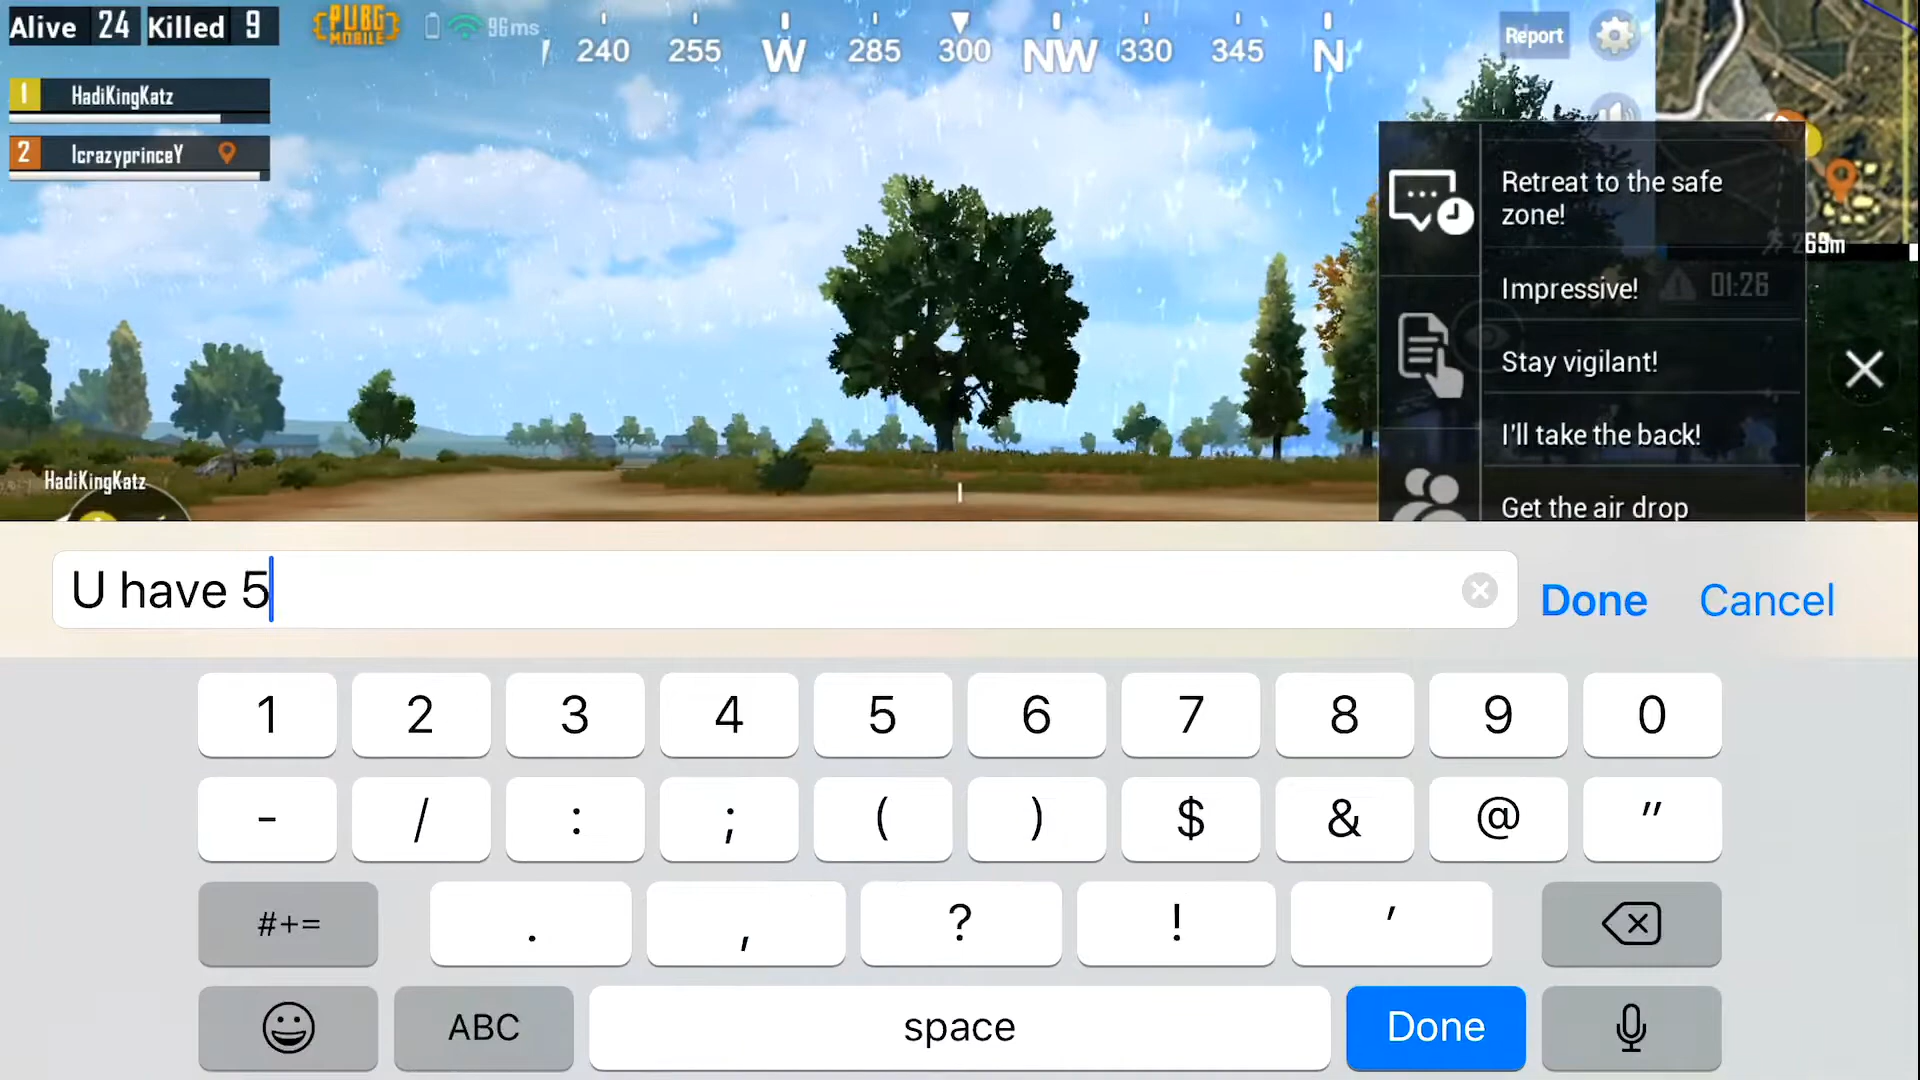 Alive 24 Killed 9
PUBG
MOBILE
96ms
240 255 W 285 300 NW 330 345 N
Report
1 HadiKingKatz
2 IcrazyprinceY
Retreat to the safe
zone!
269m
Impressive!
01:26
Stay vigilant!
I'll take the back!
Get the air drop
HadiKingKatz
U have 5
Done Cancel
1 2 3 4 5 6 7 8 9 0
- / : ; ( ) $ & @ "
#+= . , ? ! '
ABC space Done